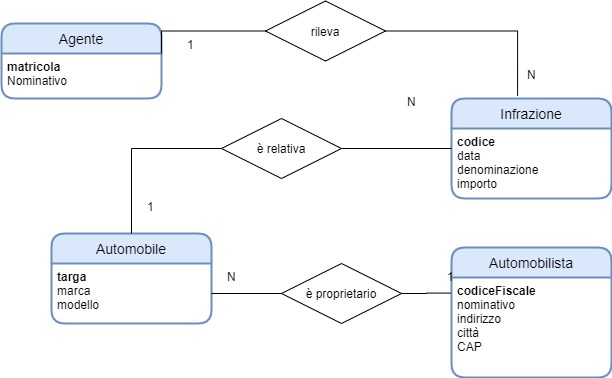 Agente
matricola
Nominativo
1
rileva
N
Infrazione
codice
data
denominazione
importo
N
è relativa
1
Automobile
targa
marca
modello
N
è proprietario
1
Automobilista
codiceFiscale
nominativo
indirizzo
città
CAP